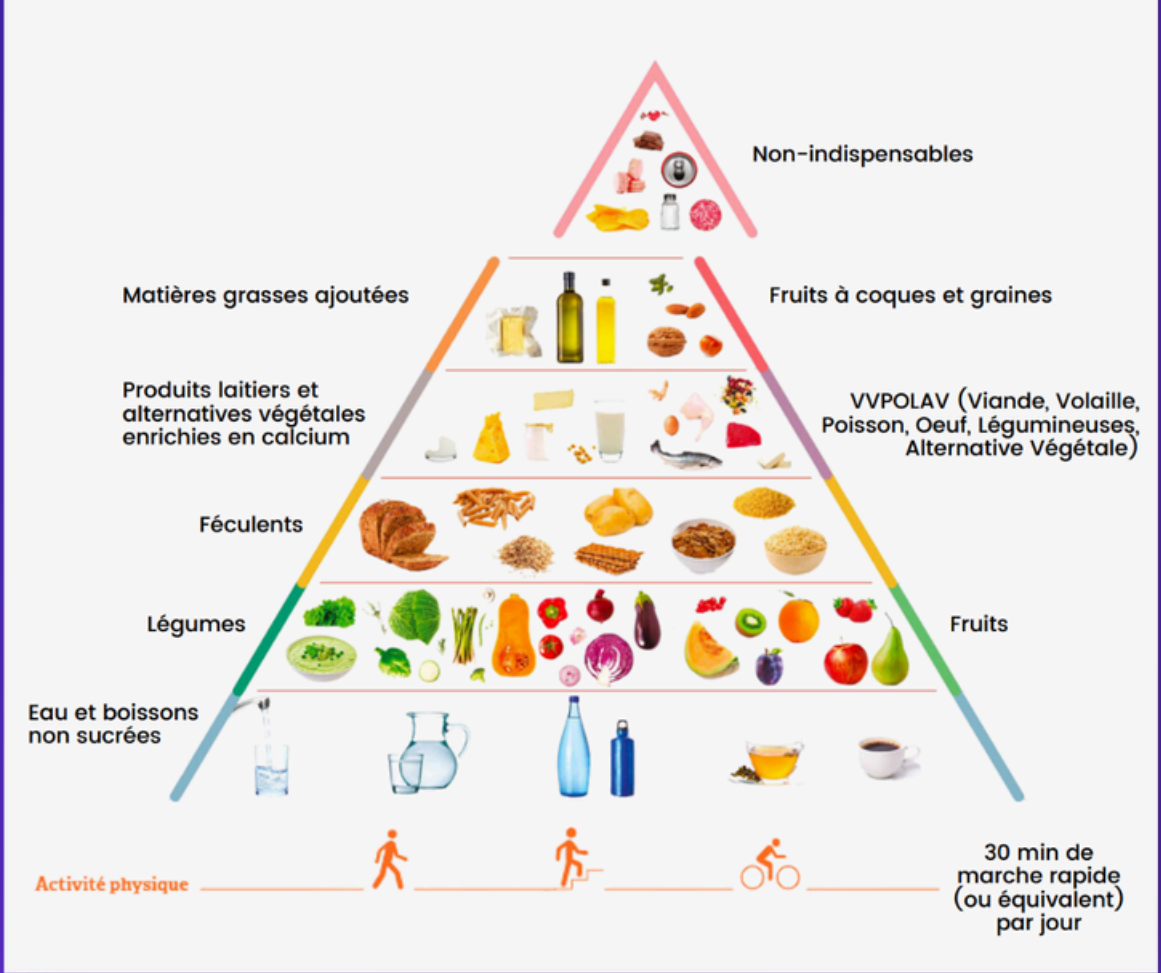 Non-indispensables
Matières grasses ajoutées
Fruits à coques et graines
Produits laitiers et
alternatives végétales
enrichies en calcium
VVPOLAV (Viande, Volaille,
Poisson, Oeuf, Légumineuses,
Alternative Végétale)
Féculents
Légumes
Fruits
Eau et boissons
non sucrées
Activité physique
30 min de
marche rapide
(ou équivalent)
par jour